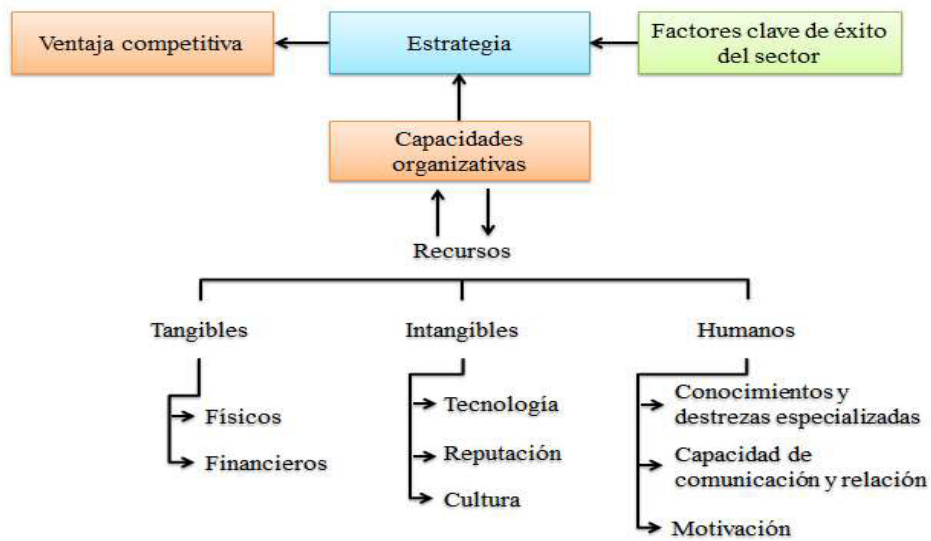 Ventaja competitiva
Estrategia
Factores clave de éxito
del sector
Capacidades
organizativas
Recursos
Tangibles
Intangibles
Humanos
Físicos
Financieros
Tecnología
Reputación
Cultura
Conocimientos y
destrezas especializadas
Capacidad de
comunicación y relación
Motivación